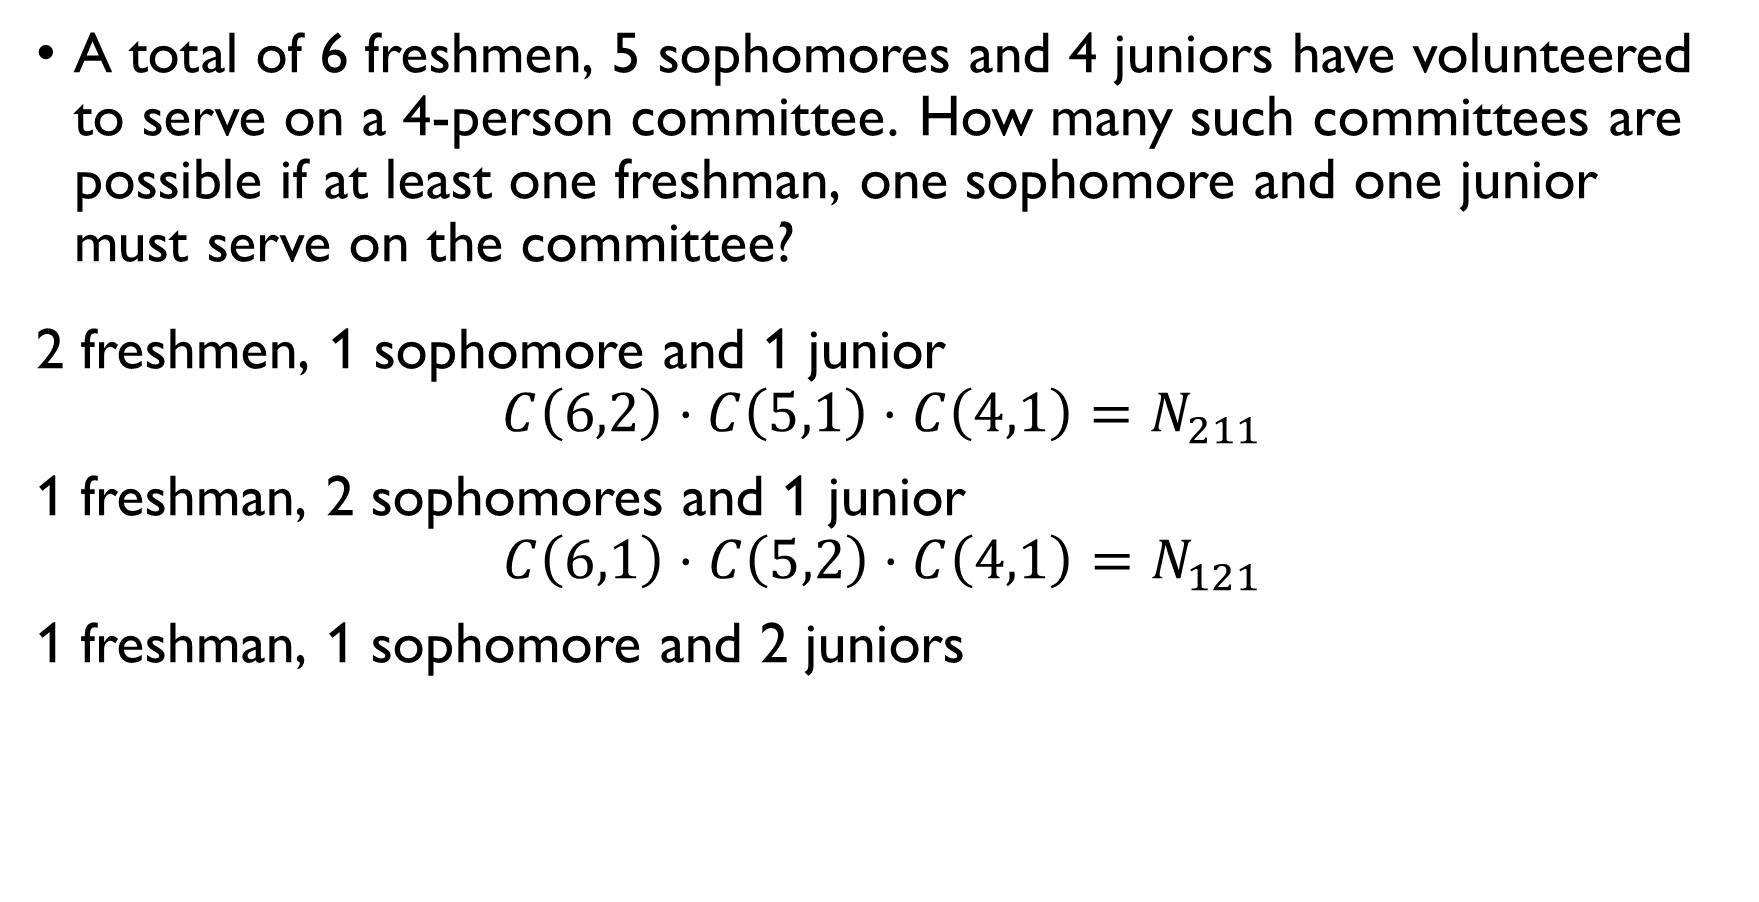 • A total of 6 freshmen, 5 sophomores and 4 juniors have volunteered
to serve on a 4-person committee. How many such committees are
possible if at least one freshman, one sophomore and one junior
must serve on the committee?
2 freshmen, 1 sophomore and 1 junior
𝐶(6,2) · 𝐶(5,1) · 𝐶(4,1) = 𝑁₂₁₁
1 freshman, 2 sophomores and 1 junior
𝐶(6,1) · 𝐶(5,2) · 𝐶(4,1) = 𝑁₁₂₁
1 freshman, 1 sophomore and 2 juniors